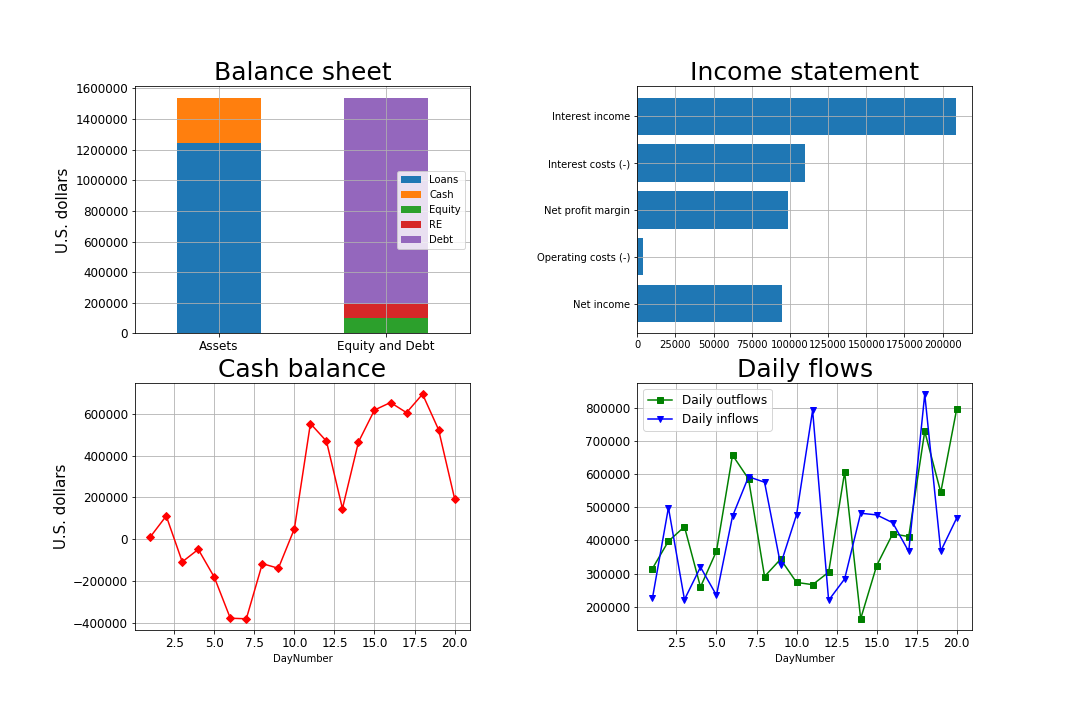 Balance sheet
U.S. dollars
1600000
1400000
1200000
1000000
800000
600000
400000
200000
0
Assets
Equity and Debt
Loans
Cash
Equity
RE
Debt
Income statement
Interest income
Interest costs (-)
Net profit margin
Operating costs (-)
Net income
0 25000 50000 75000 100000 125000 150000 175000 200000
Cash balance
U.S. dollars
600000
400000
200000
0
−200000
−400000
2.5 5.0 7.5 10.0 12.5 15.0 17.5 20.0
DayNumber
Daily flows
Daily outflows
Daily inflows
800000
700000
600000
500000
400000
300000
200000
2.5 5.0 7.5 10.0 12.5 15.0 17.5 20.0
DayNumber